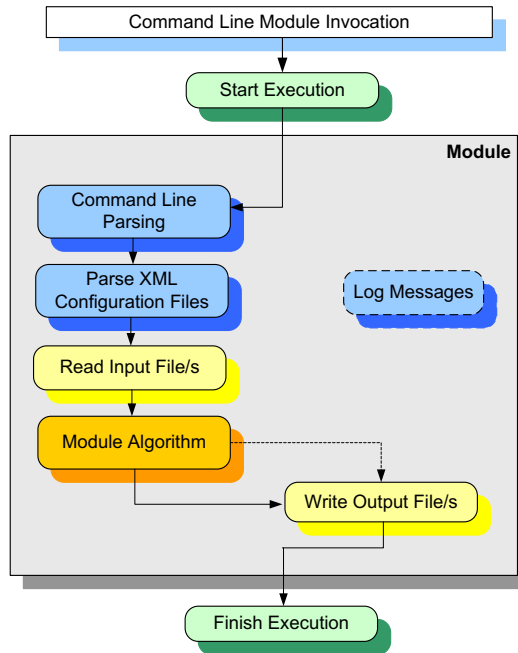 Command Line Module Invocation
Start Execution
Module
Command Line
Parsing
Parse XML
Configuration Files
Log Messages
Read Input File/s
Module Algorithm
Write Output File/s
Finish Execution